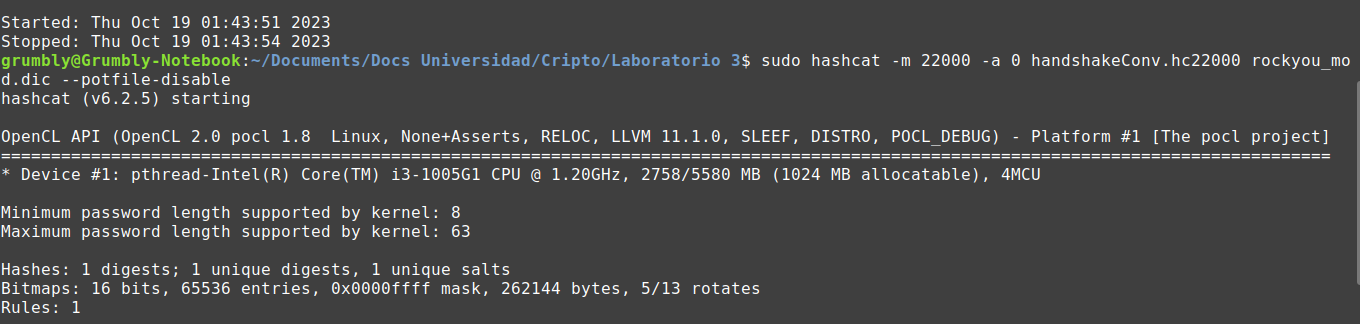 Started: Thu Oct 19 01:43:51 2023
Stopped: Thu Oct 19 01:43:54 2023
grumbly@Grumbly-Notebook:~/Documents/Docs Universidad/Cripto/Laboratorio 3$ sudo hashcat -m 22000 -a 0 handshakeConv.hc22000 rockyou_mo
d.dic --potfile-disable
hashcat (v6.2.5) starting

OpenCL API (OpenCL 2.0 pocl 1.8  Linux, None+Asserts, RELOC, LLVM 11.1.0, SLEEF, DISTRO, POCL_DEBUG) - Platform #1 [The pocl project]
=====================================================================================================================================
* Device #1: pthread-Intel(R) Core(TM) i3-1005G1 CPU @ 1.20GHz, 2758/5580 MB (1024 MB allocatable), 4MCU

Minimum password length supported by kernel: 8
Maximum password length supported by kernel: 63

Hashes: 1 digests; 1 unique digests, 1 unique salts
Bitmaps: 16 bits, 65536 entries, 0x0000ffff mask, 262144 bytes, 5/13 rotates
Rules: 1